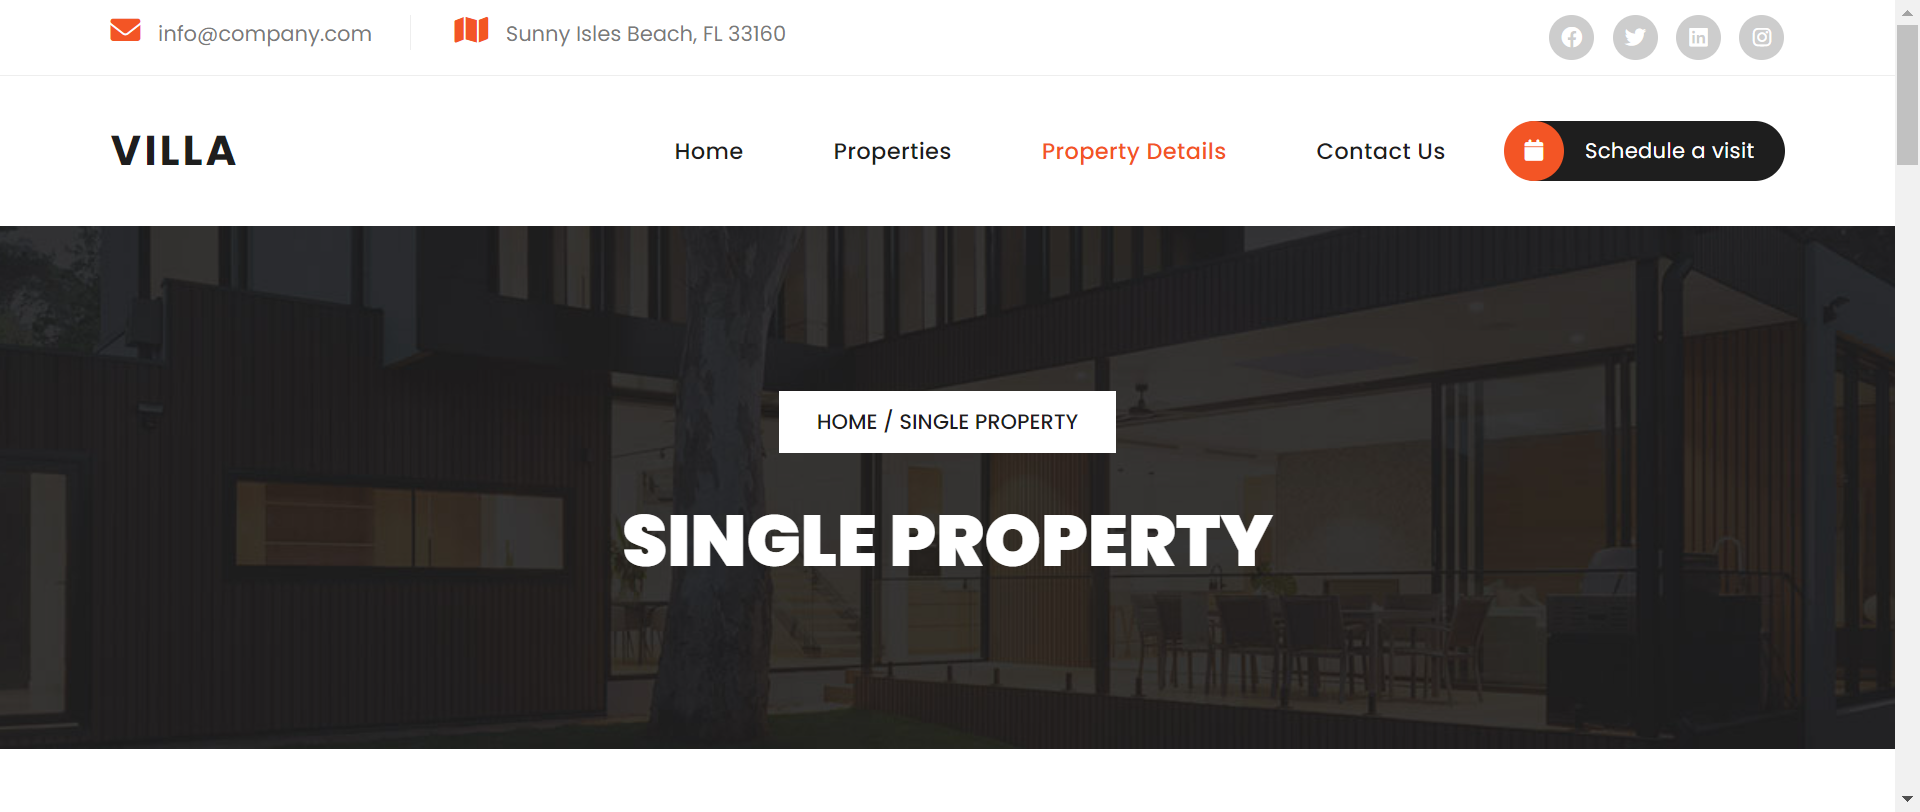 info@company.com
Sunny Isles Beach, FL 33160
VILLA
Home
Properties
Property Details
Contact Us
Schedule a visit
HOME / SINGLE PROPERTY
SINGLE PROPERTY